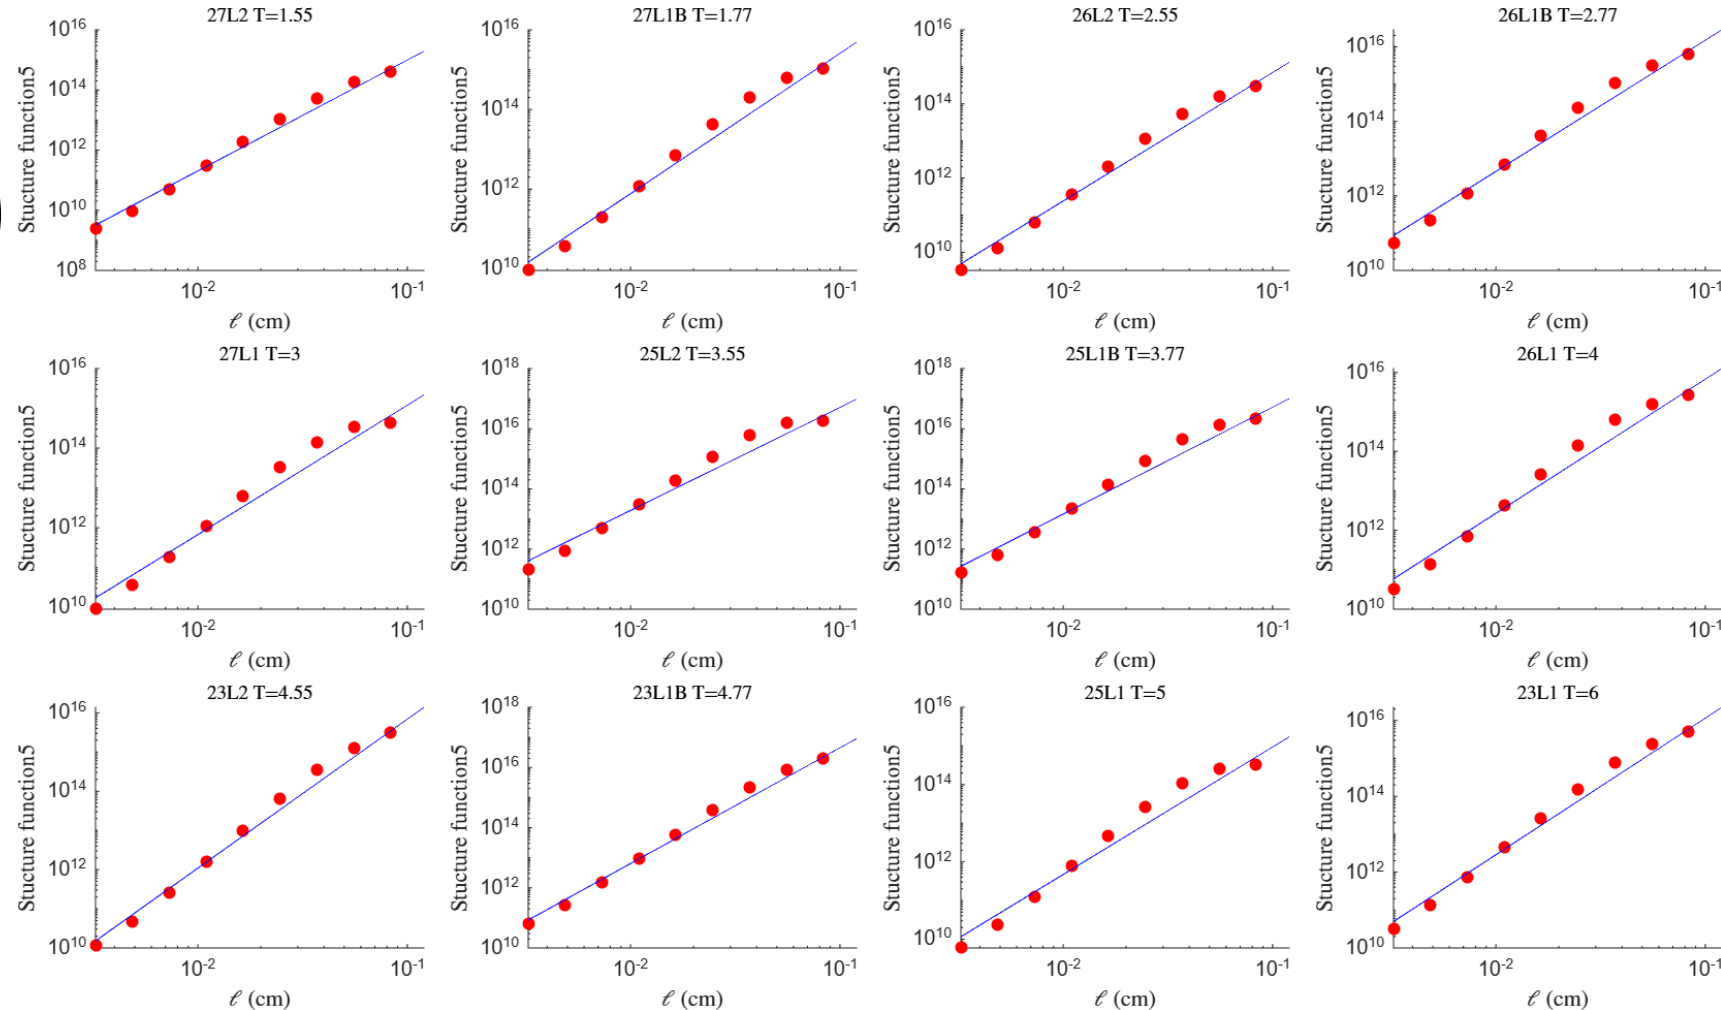 27L2 T=1.55
27L1B T=1.77
26L2 T=2.55
26L1B T=2.77
Stucture function5
10^16
10^14
10^12
10^10
10^8
10^-2
10^-1
ℓ (cm)
Stucture function5
10^16
10^14
10^12
10^10
10^-2
10^-1
ℓ (cm)
Stucture function5
10^16
10^14
10^12
10^10
10^-2
10^-1
ℓ (cm)
Stucture function5
10^16
10^14
10^12
10^10
10^-2
10^-1
ℓ (cm)
27L1 T=3
25L2 T=3.55
25L1B T=3.77
26L1 T=4
Stucture function5
10^16
10^14
10^12
10^10
10^-2
10^-1
ℓ (cm)
Stucture function5
10^18
10^16
10^14
10^12
10^10
10^-2
10^-1
ℓ (cm)
Stucture function5
10^18
10^16
10^14
10^12
10^10
10^-2
10^-1
ℓ (cm)
Stucture function5
10^16
10^14
10^12
10^10
10^-2
10^-1
ℓ (cm)
23L2 T=4.55
23L1B T=4.77
25L1 T=5
23L1 T=6
Stucture function5
10^16
10^14
10^12
10^10
10^-2
10^-1
ℓ (cm)
Stucture function5
10^18
10^16
10^14
10^12
10^10
10^-2
10^-1
ℓ (cm)
Stucture function5
10^16
10^14
10^12
10^10
10^-2
10^-1
ℓ (cm)
Stucture function5
10^16
10^14
10^12
10^10
10^-2
10^-1
ℓ (cm)